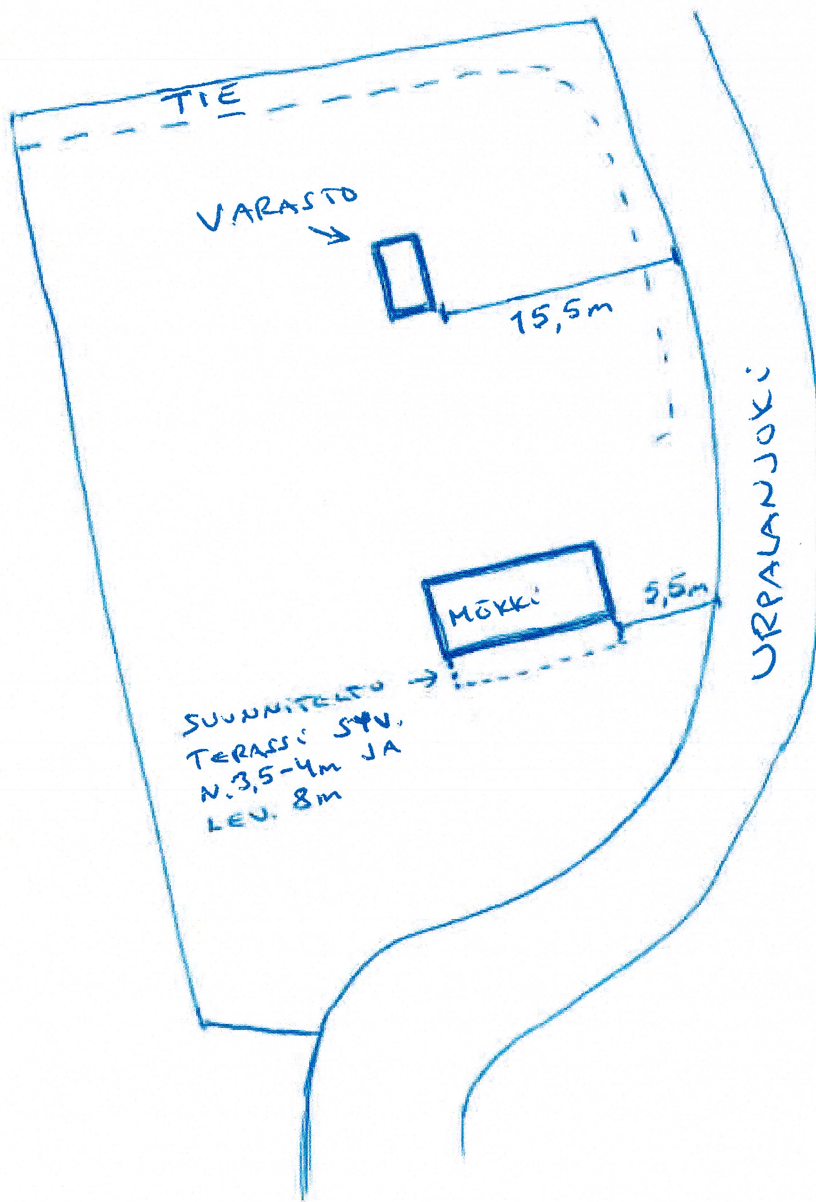 TIE
VARASTO
15,5m
URPALANJOKI
MÖKKI
5,5m
SUUNNITELTU
TERASSI SYV.
N. 3,5-4m JA
LEV. 8m